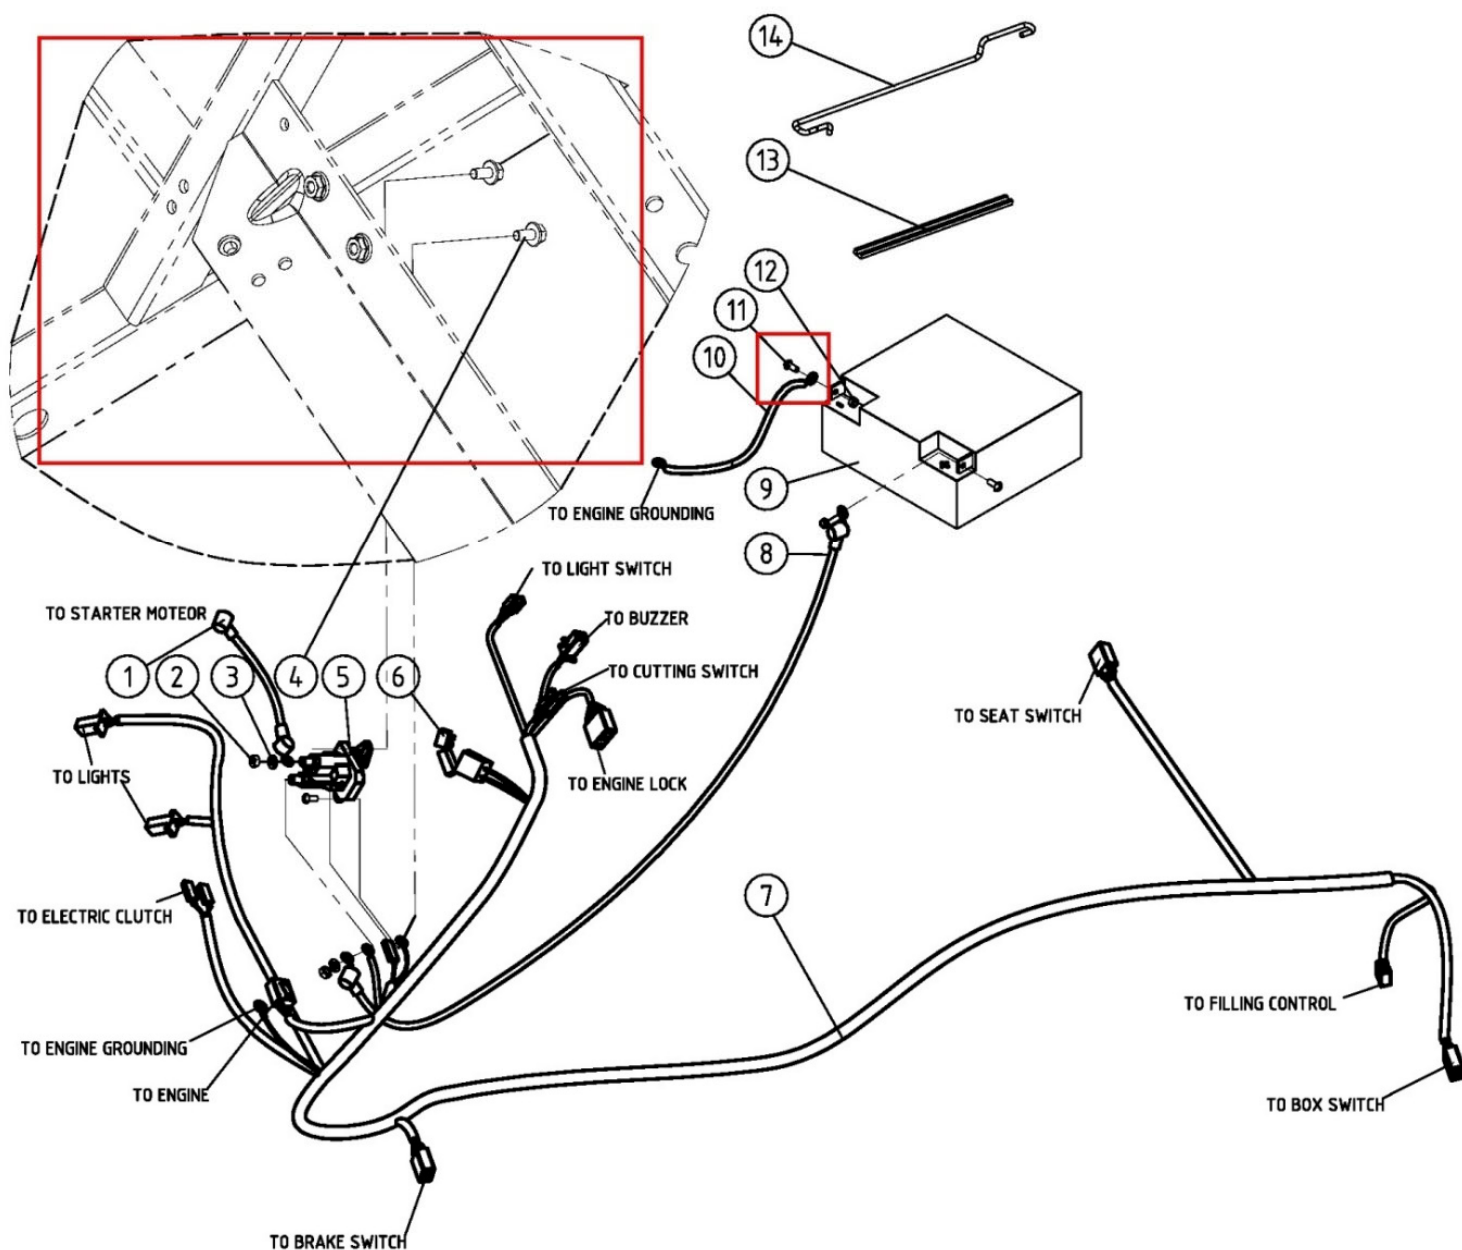 14
13
12
11
10
9
TO ENGINE GROUNDING
8
TO LIGHT SWITCH
TO STARTER MOTEOR
TO BUZZER
1
2
3
4
5
6
TO CUTTING SWITCH
TO SEAT SWITCH
TO LIGHTS
TO ENGINE LOCK
7
TO ELECTRIC CLUTCH
TO FILLING CONTROL
TO ENGINE GROUNDING
TO ENGINE
TO BOX SWITCH
TO BRAKE SWITCH